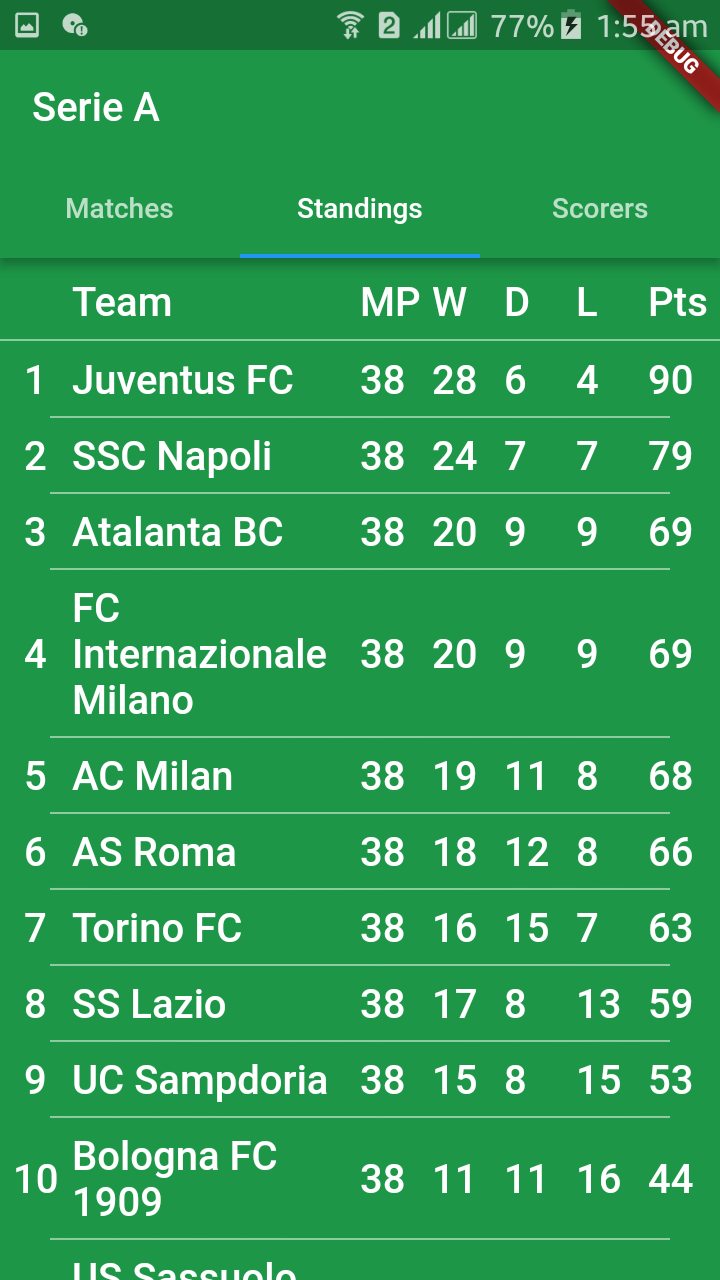 2 77% 1:55 am
DEBUG
Serie A
Matches Standings Scorers
Team MP W D L Pts
1 Juventus FC 38 28 6 4 90
2 SSC Napoli 38 24 7 7 79
3 Atalanta BC 38 20 9 9 69
FC
4 Internazionale 38 20 9 9 69
Milano
5 AC Milan 38 19 11 8 68
6 AS Roma 38 18 12 8 66
7 Torino FC 38 16 15 7 63
8 SS Lazio 38 17 8 13 59
9 UC Sampdoria 38 15 8 15 53
10 Bologna FC 38 11 11 16 44
1909
US Sassuolo